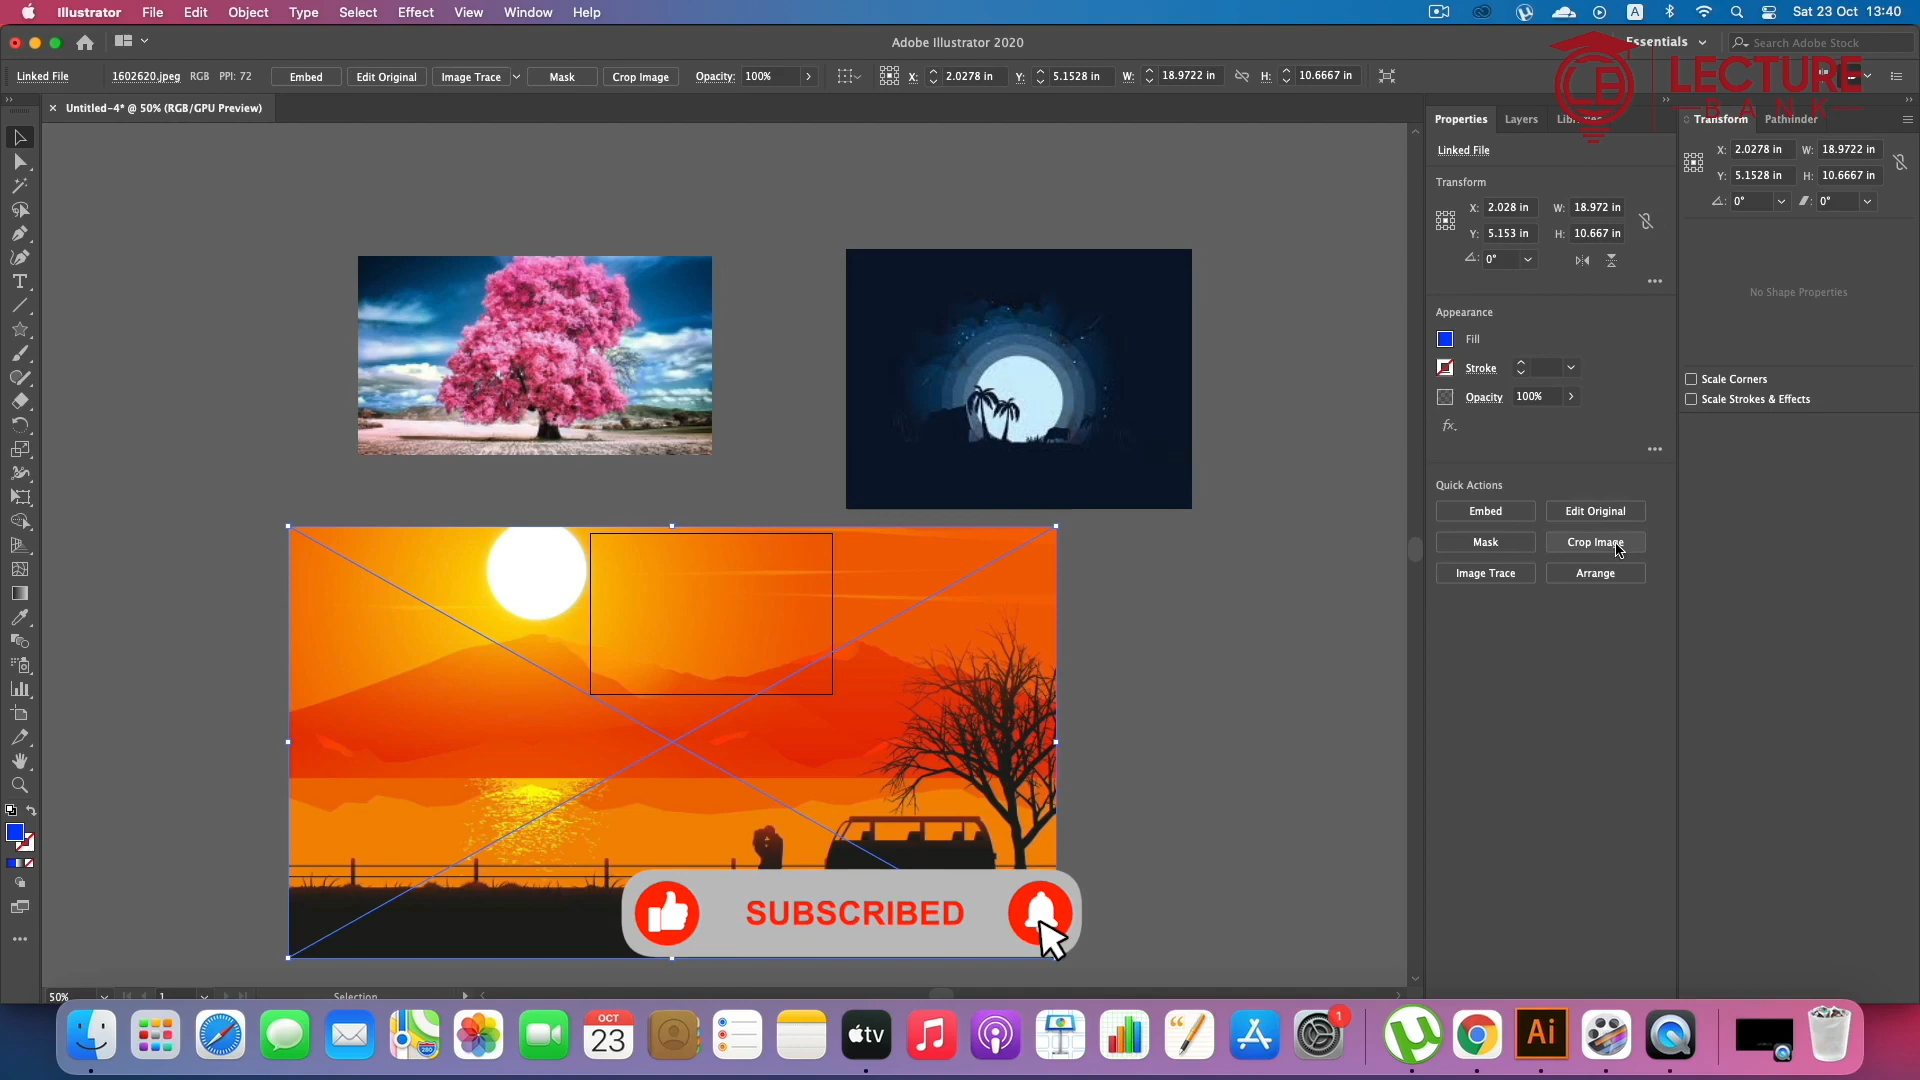 Illustrator File Edit Object Type Select Effect View Window Help
A Sat 23 Oct 13:40
Adobe Illustrator 2020
Essentials
Search Adobe Stock
Linked File 1602620.jpeg RGB PPI: 72 Embed Edit Original Image Trace Mask Crop Image Opacity: 100% X: 2.0278 in Y: 5.1528 in W: 18.9722 in H: 10.6667 in
LECTURE
BANK
Untitled-4* @ 50% (RGB/GPU Preview)
Properties Layers
Transform Pathfinder
Linked File
X: 2.0278 in W: 18.9722 in
Y: 5.1528 in H: 10.6667 in
0° 0°
Transform
X: 2.028 in W: 18.972 in
Y: 5.153 in H: 10.667 in
0°
No Shape Properties
Appearance
Fill
Stroke
Opacity 100%
fx.
Scale Corners
Scale Strokes & Effects
Quick Actions
Embed Edit Original
Mask Crop Image
Image Trace Arrange
SUBSCRIBED
50% 1 Selection
OCT
23
280
tv
1
Ai